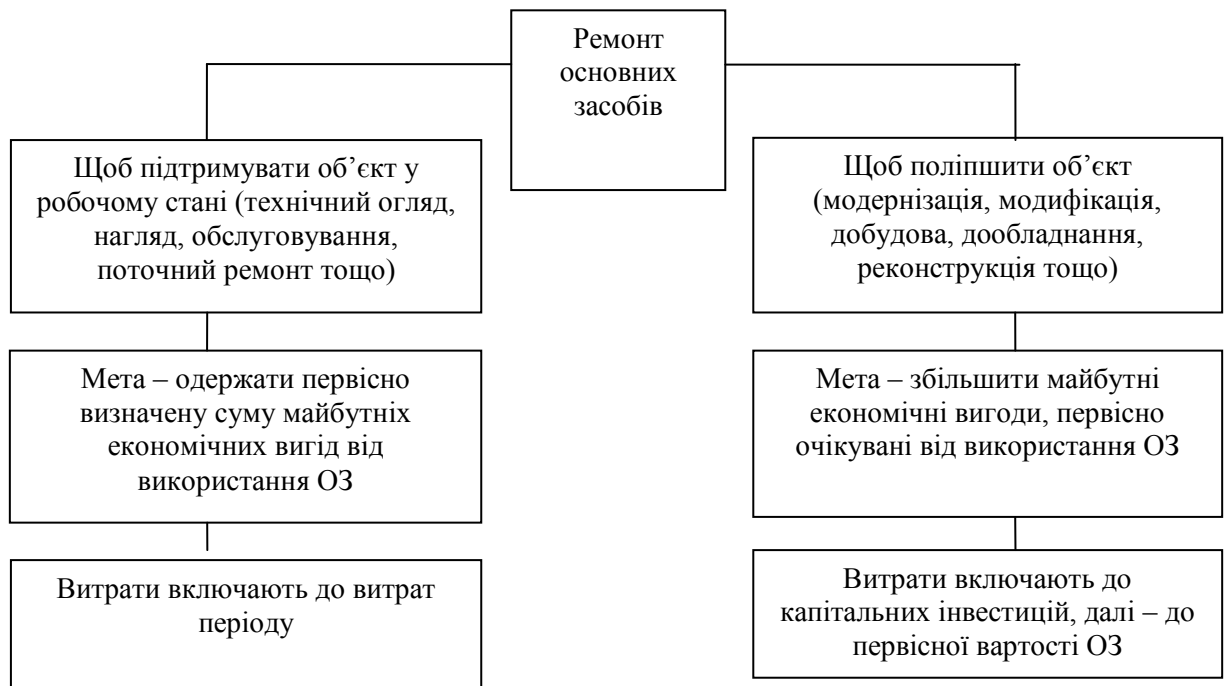 Ремонт
основних
засобів
Щоб підтримувати об’єкт у
робочому стані (технічний огляд,
нагляд, обслуговування,
поточний ремонт тощо)
Мета – одержати первісно
визначену суму майбутніх
економічних вигід від
використання ОЗ
Витрати включають до витрат
періоду
Щоб поліпшити об’єкт
(модернізація, модифікація,
добудова, дообладнання,
реконструкція тощо)
Мета – збільшити майбутні
економічні вигоди, первісно
очікувані від використання ОЗ
Витрати включають до
капітальних інвестицій, далі – до
первісної вартості ОЗ